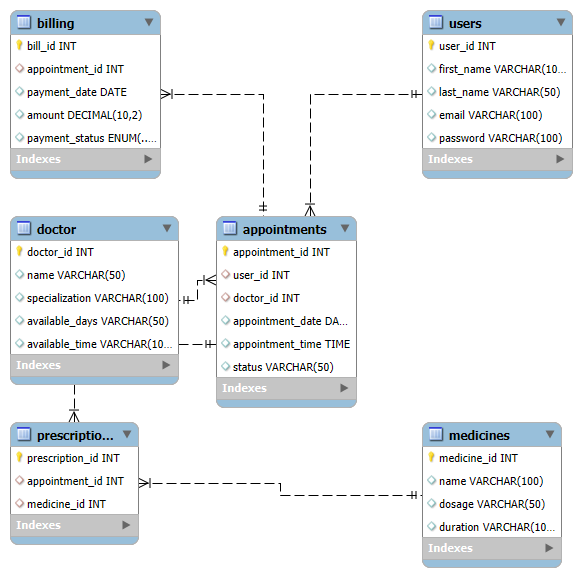 billing
bill_id INT
appointment_id INT
payment_date DATE
amount DECIMAL(10,2)
payment_status ENUM(...
Indexes
users
user_id INT
first_name VARCHAR(10...
last_name VARCHAR(50)
email VARCHAR(100)
password VARCHAR(100)
Indexes
doctor
doctor_id INT
name VARCHAR(50)
specialization VARCHAR(100)
available_days VARCHAR(50)
available_time VARCHAR(10...
Indexes
appointments
appointment_id INT
user_id INT
doctor_id INT
appointment_date DA...
appointment_time TIME
status VARCHAR(50)
Indexes
prescriptio...
prescription_id INT
appointment_id INT
medicine_id INT
Indexes
medicines
medicine_id INT
name VARCHAR(100)
dosage VARCHAR(50)
duration VARCHAR(10...
Indexes